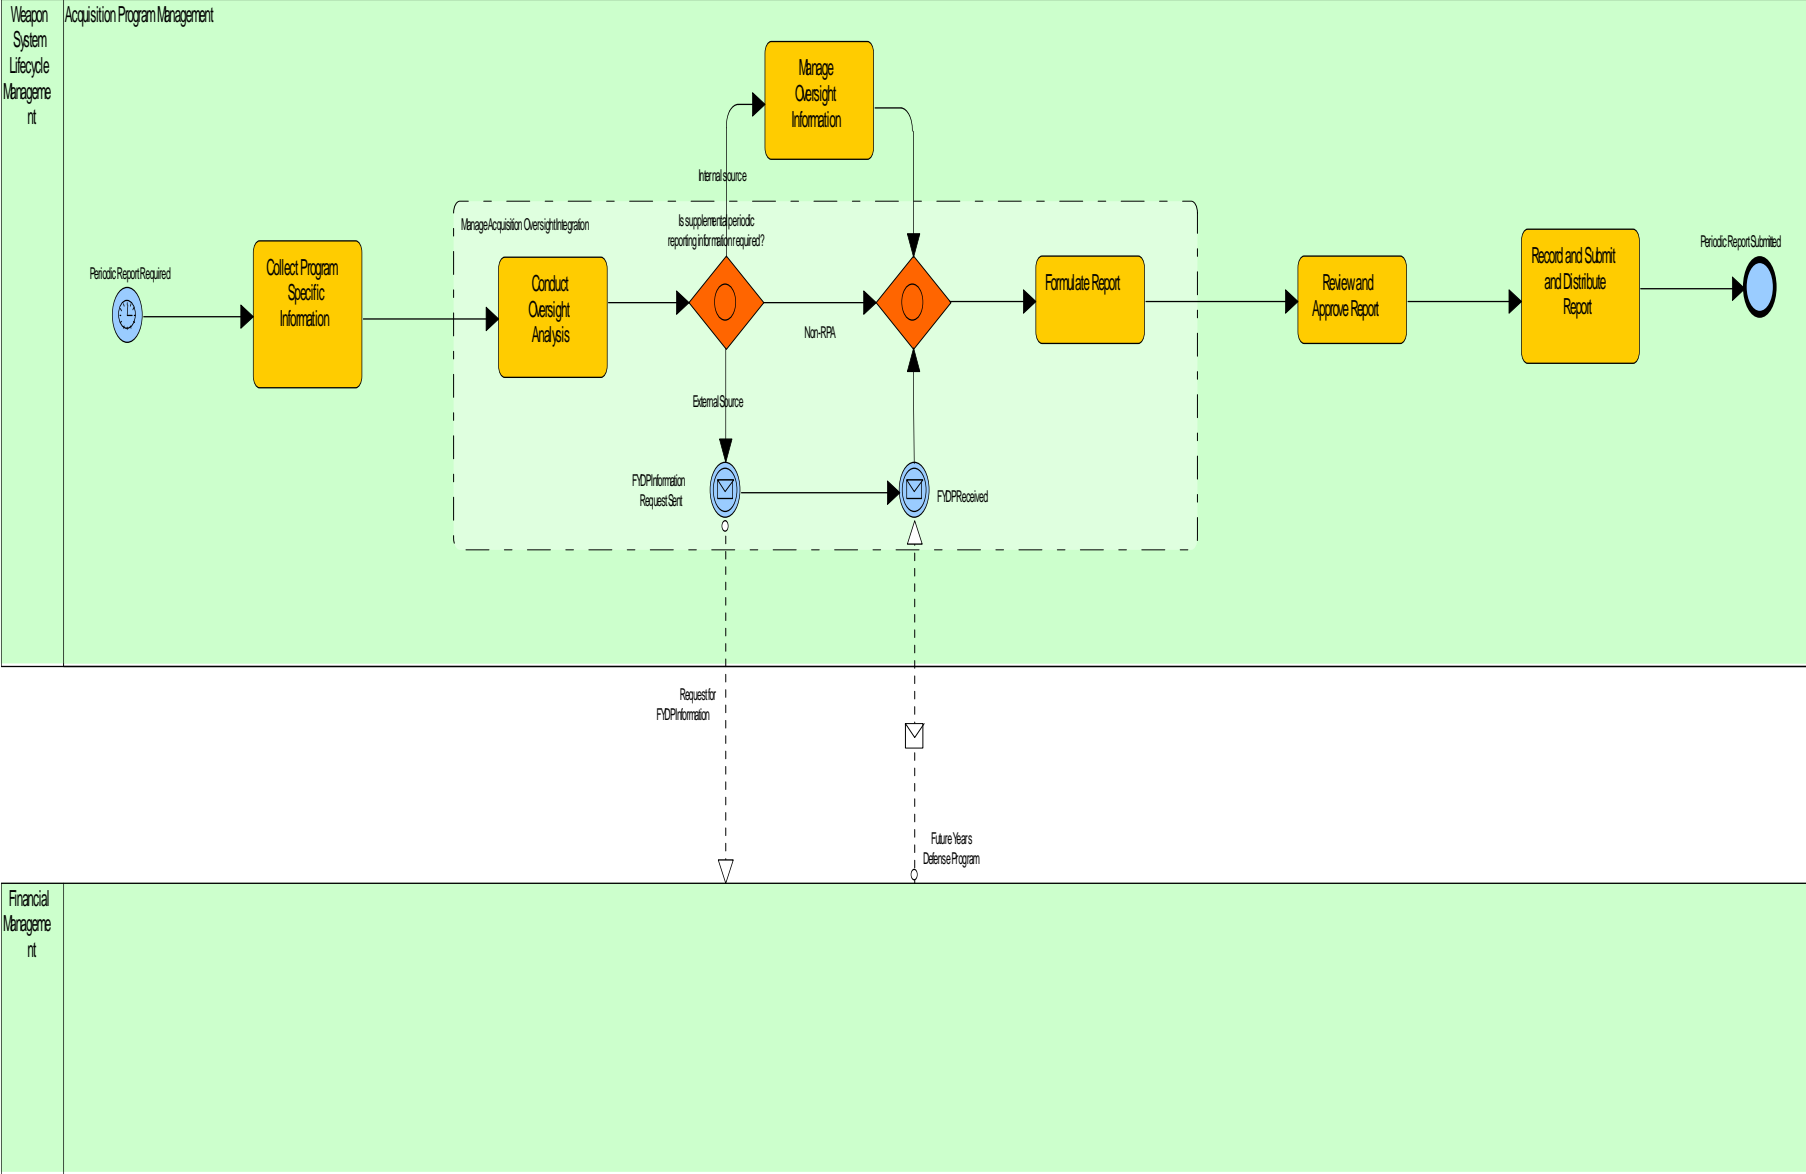 Weapon
System
Lifecycle
Manageme
nt
Acquisition Program Management
Manage
Oversight
Information
Internal source
Manage Acquisition Oversight Integration
Is supplemental periodic
reporting information required?
Periodic Report Required
Collect Program
Specific
Information
Conduct
Oversight
Analysis
Non-RPA
Formulate Report
Review and
Approve Report
Record and Submit
and Distribute
Report
Periodic Report Submitted
External Source
FYDP Information
Request Sent
FYDP Received
Request for
FYDP Information
Future Years
Defense Program
Financial
Manageme
nt